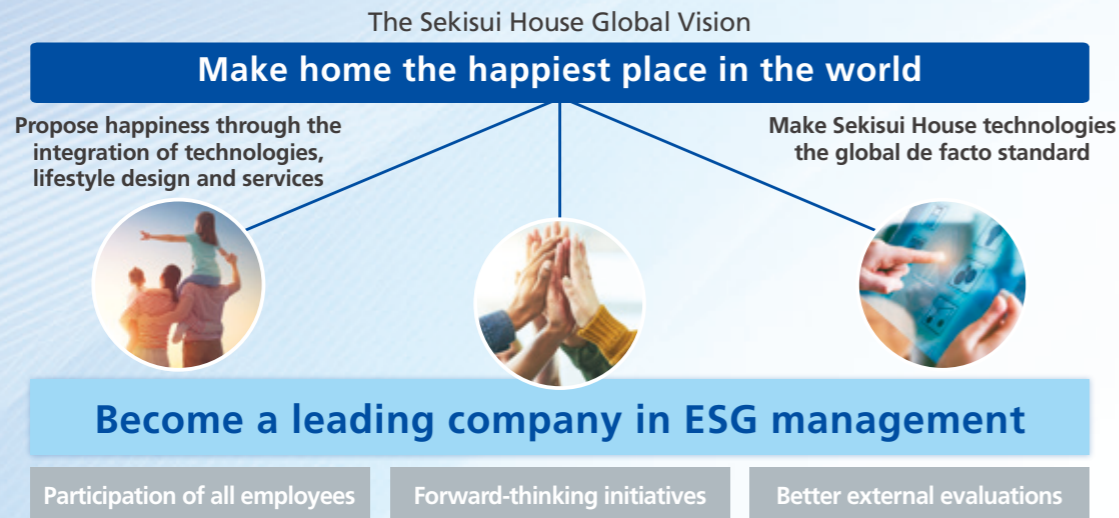 The Sekisui House Global Vision
Make home the happiest place in the world
Propose happiness through the
integration of technologies,
lifestyle design and services
Make Sekisui House technologies
the global de facto standard
Become a leading company in ESG management
Participation of all employees
Forward-thinking initiatives
Better external evaluations